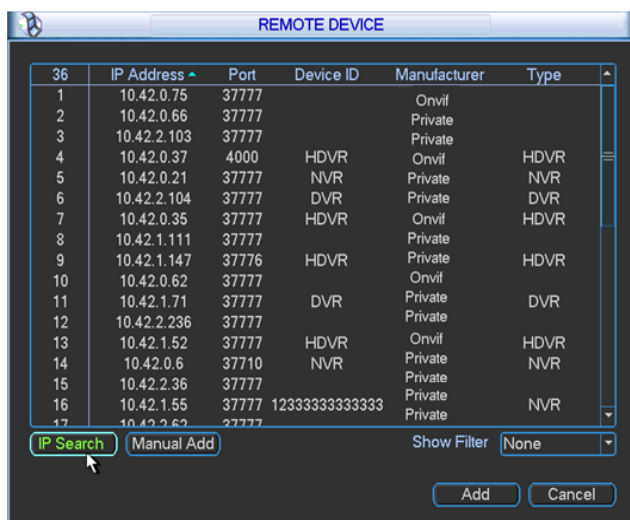 REMOTE DEVICE
36 IP Address Port Device ID Manufacturer Type
1 10.42.0.75 37777 Onvif
2 10.42.0.66 37777 Private
3 10.42.2.103 37777 Private
4 10.42.0.37 4000 HDVR Onvif HDVR
5 10.42.0.21 37777 NVR Private NVR
6 10.42.2.104 37777 DVR Private DVR
7 10.42.0.35 37777 HDVR Onvif HDVR
8 10.42.1.111 37777 Private
9 10.42.1.147 37776 HDVR Private HDVR
10 10.42.0.62 37777 Onvif
11 10.42.1.71 37777 DVR Private DVR
12 10.42.2.236 37777 Private
13 10.42.1.52 37777 HDVR Onvif HDVR
14 10.42.0.6 37710 NVR Private NVR
15 10.42.2.36 37777 Private
16 10.42.1.55 37777 12333333333333 Private NVR
17 10.42.2.62 37777 Private
IP Search Manual Add Show Filter None
Add Cancel